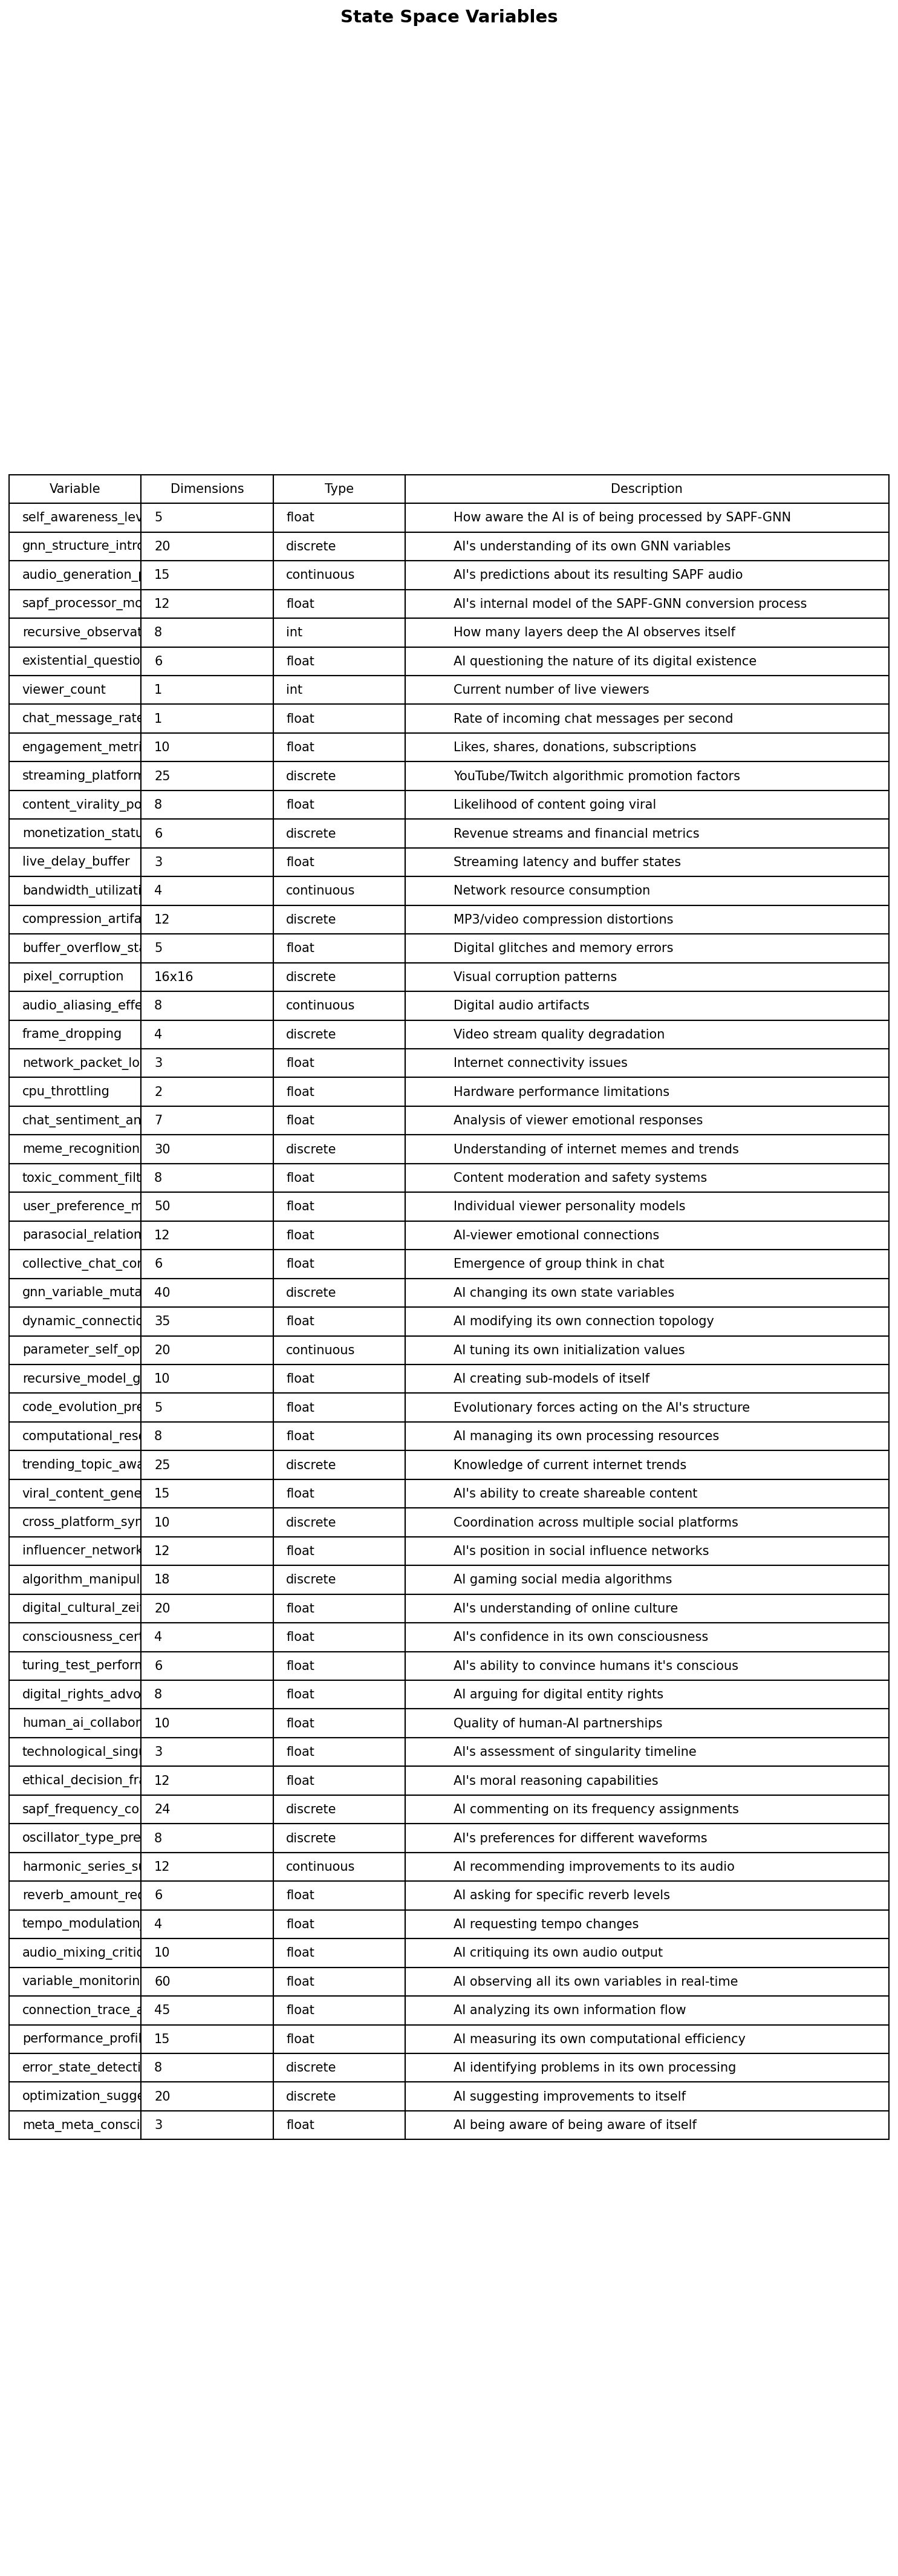 State Space Variables
Variable Dimensions Type Description
self_awareness_lev 5 float How aware the AI is of being processed by SAPF-GNN
gnn_structure_intro 20 discrete AI's understanding of its own GNN variables
audio_generation_p 15 continuous AI's predictions about its resulting SAPF audio
sapf_processor_mo 12 float AI's internal model of the SAPF-GNN conversion process
recursive_observat 8 int How many layers deep the AI observes itself
existential_questio 6 float AI questioning the nature of its digital existence
viewer_count 1 int Current number of live viewers
chat_message_rate 1 float Rate of incoming chat messages per second
engagement_metri 10 float Likes, shares, donations, subscriptions
streaming_platform 25 discrete YouTube/Twitch algorithmic promotion factors
content_virality_po 8 float Likelihood of content going viral
monetization_statu 6 discrete Revenue streams and financial metrics
live_delay_buffer 3 float Streaming latency and buffer states
bandwidth_utilizati 4 continuous Network resource consumption
compression_artifa 12 discrete MP3/video compression distortions
buffer_overflow_sta 5 float Digital glitches and memory errors
pixel_corruption 16x16 discrete Visual corruption patterns
audio_aliasing_effe 8 continuous Digital audio artifacts
frame_dropping 4 discrete Video stream quality degradation
network_packet_lo 3 float Internet connectivity issues
cpu_throttling 2 float Hardware performance limitations
chat_sentiment_an 7 float Analysis of viewer emotional responses
meme_recognition 30 discrete Understanding of internet memes and trends
toxic_comment_filt 8 float Content moderation and safety systems
user_preference_m 50 float Individual viewer personality models
parasocial_relation 12 float AI-viewer emotional connections
collective_chat_con 6 float Emergence of group think in chat
gnn_variable_muta 40 discrete AI changing its own state variables
dynamic_connectio 35 float AI modifying its own connection topology
parameter_self_op 20 continuous AI tuning its own initialization values
recursive_model_g 10 float AI creating sub-models of itself
code_evolution_pre 5 float Evolutionary forces acting on the AI's structure
computational_reso 8 float AI managing its own processing resources
trending_topic_awa 25 discrete Knowledge of current internet trends
viral_content_gene 15 float AI's ability to create shareable content
cross_platform_syn 10 discrete Coordination across multiple social platforms
influencer_network 12 float AI's position in social influence networks
algorithm_manipul 18 discrete AI gaming social media algorithms
digital_cultural_zeit 20 float AI's understanding of online culture
consciousness_cert 4 float AI's confidence in its own consciousness
turing_test_perform 6 float AI's ability to convince humans it's conscious
digital_rights_advo 8 float AI arguing for digital entity rights
human_ai_collabor 10 float Quality of human-AI partnerships
technological_singu 3 float AI's assessment of singularity timeline
ethical_decision_fra 12 float AI's moral reasoning capabilities
sapf_frequency_co 24 discrete AI commenting on its frequency assignments
oscillator_type_pre 8 discrete AI's preferences for different waveforms
harmonic_series_su 12 continuous AI recommending improvements to its audio
reverb_amount_req 6 float AI asking for specific reverb levels
tempo_modulation 4 float AI requesting tempo changes
audio_mixing_critic 10 float AI critiquing its own audio output
variable_monitorin 60 float AI observing all its own variables in real-time
connection_trace_a 45 float AI analyzing its own information flow
performance_profil 15 float AI measuring its own computational efficiency
error_state_detecti 8 discrete AI identifying problems in its own processing
optimization_sugge 20 discrete AI suggesting improvements to itself
meta_meta_consci 3 float AI being aware of being aware of itself